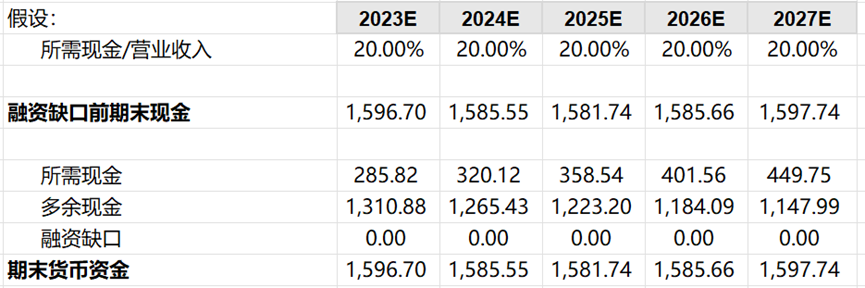 假设： 2023E 2024E 2025E 2026E 2027E
所需现金/营业收入 20.00% 20.00% 20.00% 20.00% 20.00%
融资缺口前期末现金 1,596.70 1,585.55 1,581.74 1,585.66 1,597.74
所需现金 285.82 320.12 358.54 401.56 449.75
多余现金 1,310.88 1,265.43 1,223.20 1,184.09 1,147.99
融资缺口 0.00 0.00 0.00 0.00 0.00
期末货币资金 1,596.70 1,585.55 1,581.74 1,585.66 1,597.74